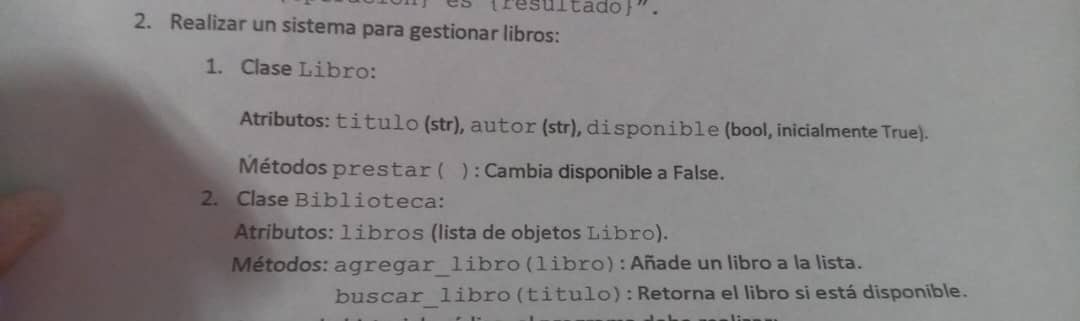 es {resultado}".
2. Realizar un sistema para gestionar libros:
1. Clase Libro:
Atributos: titulo (str), autor (str), disponible (bool, inicialmente True).
Métodos prestar( ): Cambia disponible a False.
2. Clase Biblioteca:
Atributos: libros (lista de objetos Libro).
Métodos: agregar_libro(libro): Añade un libro a la lista.
buscar_libro(titulo): Retorna el libro si está disponible.